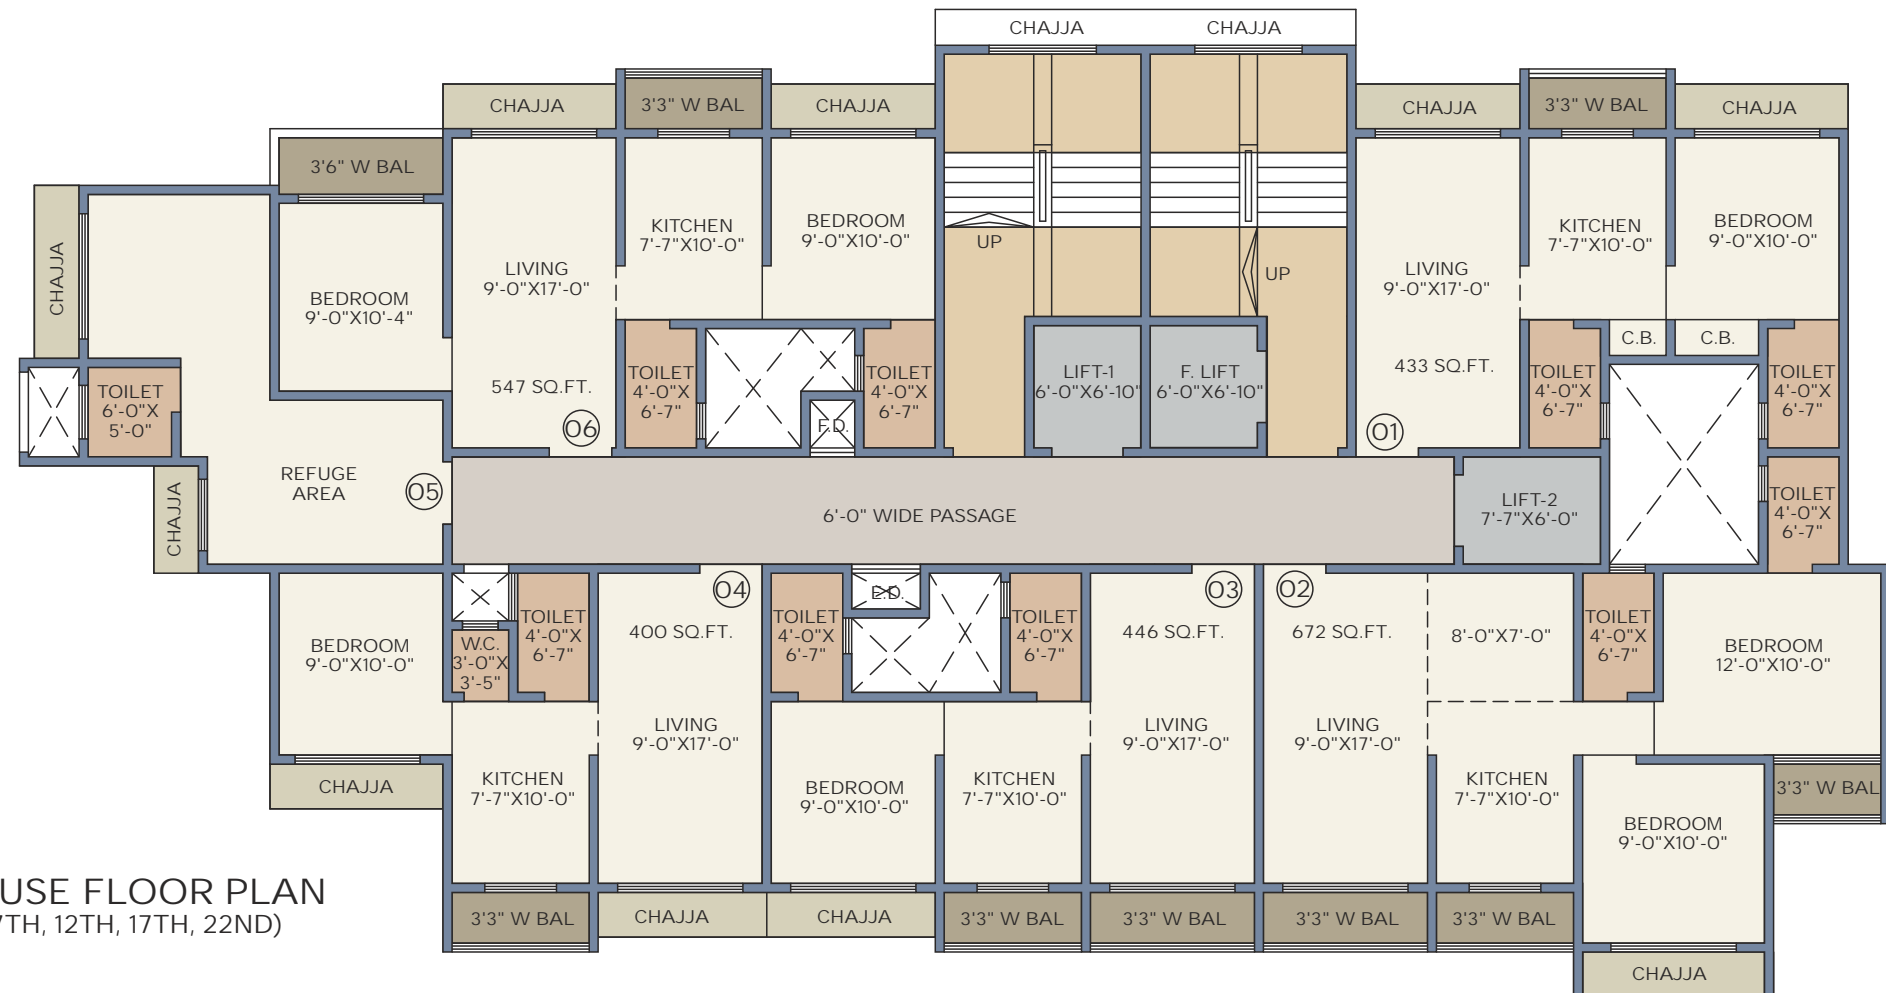 CHAJJA
CHAJJA
CHAJJA
3'3" W BAL
CHAJJA
CHAJJA
3'3" W BAL
CHAJJA
3'6" W BAL
CHAJJA
BEDROOM
9'-0"X10'-4"
LIVING
9'-0"X17'-0"
547 SQ.FT.
06
KITCHEN
7'-7"X10'-0"
BEDROOM
9'-0"X10'-0"
TOILET
4'-0"X
6'-7"
F.D.
TOILET
4'-0"X
6'-7"
UP
UP
LIFT-1
6'-0"X6'-10"
F. LIFT
6'-0"X6'-10"
LIVING
9'-0"X17'-0"
433 SQ.FT.
01
KITCHEN
7'-7"X10'-0"
BEDROOM
9'-0"X10'-0"
C.B.
C.B.
TOILET
4'-0"X
6'-7"
TOILET
4'-0"X
6'-7"
TOILET
6'-0"X
5'-0"
REFUGE
AREA
05
CHAJJA
6'-0" WIDE PASSAGE
LIFT-2
7'-7"X6'-0"
TOILET
4'-0"X
6'-7"
BEDROOM
9'-0"X10'-0"
W.C.
3'-0"X
3'-5"
TOILET
4'-0"X
6'-7"
04
400 SQ.FT.
LIVING
9'-0"X17'-0"
TOILET
4'-0"X
6'-7"
TOILET
4'-0"X
6'-7"
03
446 SQ.FT.
LIVING
9'-0"X17'-0"
02
672 SQ.FT.
LIVING
9'-0"X17'-0"
8'-0"X7'-0"
TOILET
4'-0"X
6'-7"
BEDROOM
12'-0"X10'-0"
CHAJJA
KITCHEN
7'-7"X10'-0"
BEDROOM
9'-0"X10'-0"
KITCHEN
7'-7"X10'-0"
KITCHEN
7'-7"X10'-0"
3'3" W BAL
BEDROOM
9'-0"X10'-0"
USE FLOOR PLAN
7TH, 12TH, 17TH, 22ND)
3'3" W BAL
CHAJJA
CHAJJA
3'3" W BAL
3'3" W BAL
3'3" W BAL
3'3" W BAL
CHAJJA